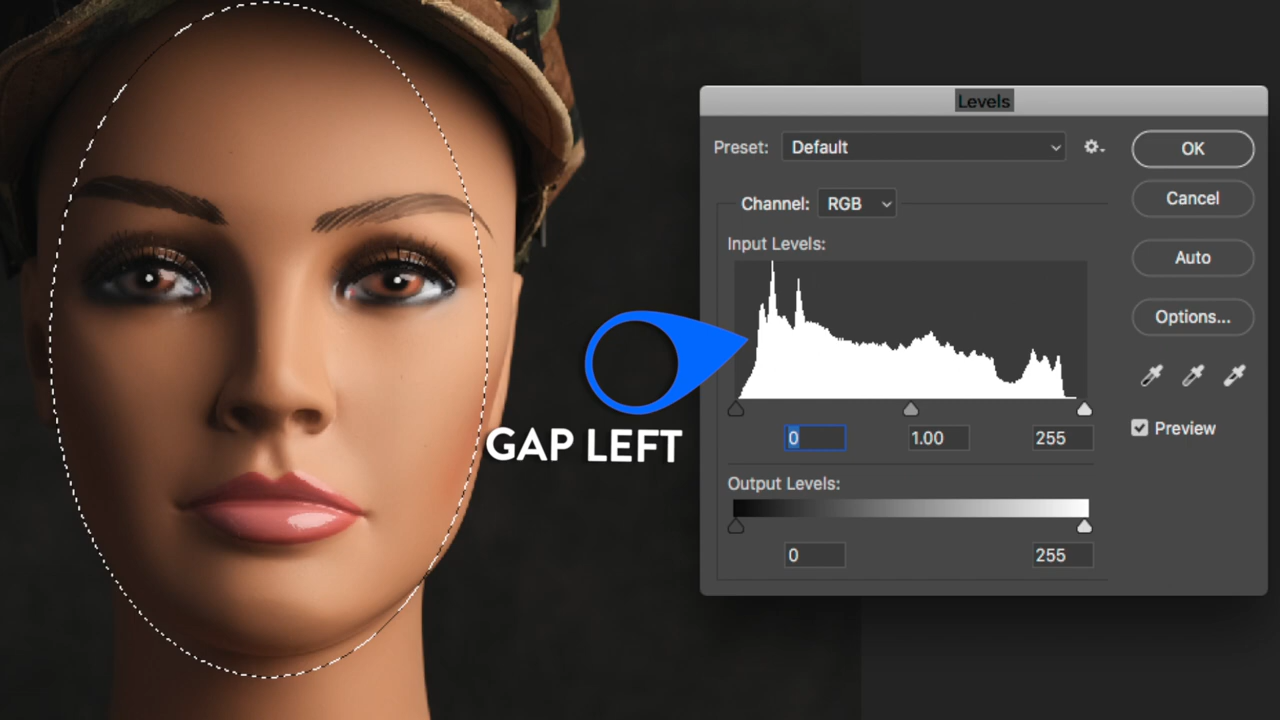 Levels
Preset: Default
OK
Channel: RGB
Cancel
Input Levels:
Auto
Options...
0 1.00 255
Preview
GAP LEFT
Output Levels:
0 255